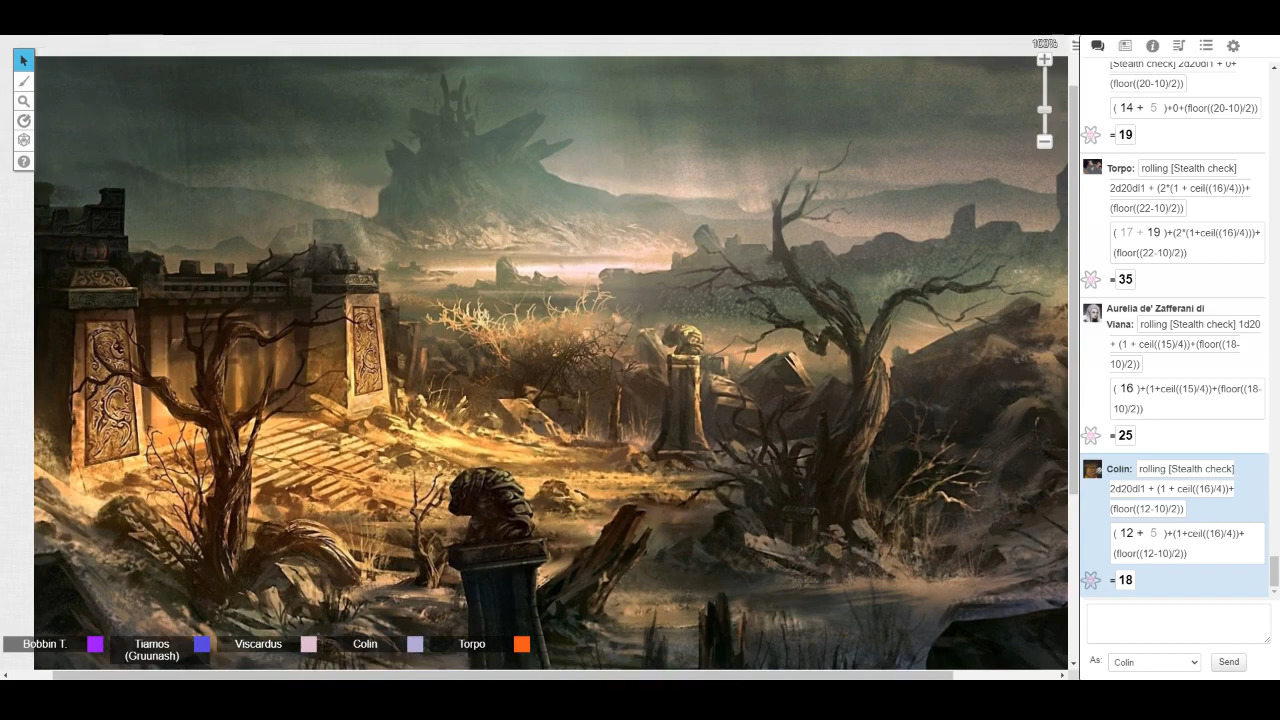 100%
[Stealth check] 2d20dl1 + 0+
(floor((20-10)/2))
( 14 + 5 )+0+(floor((20-10)/2))
= 19
Torpo: rolling [Stealth check]
2d20dl1 + (2*(1 + ceil((16)/4)))+
(floor((22-10)/2))
( 17 + 19 )+(2*(1+ceil((16)/4)))+
(floor((22-10)/2))
= 35
Aurelia de' Zafferani di
Viana: rolling [Stealth check] 1d20
+ (1 + ceil((15)/4))+(floor((18-
10)/2))
( 16 )+(1+ceil((15)/4))+(floor((18-
10)/2))
= 25
Colin: rolling [Stealth check]
2d20dl1 + (1 + ceil((16)/4))+
(floor((12-10)/2))
( 12 + 5 )+(1+ceil((16)/4))+
(floor((12-10)/2))
= 18
As: Colin Send
Bobbin T. Tiamos Viscardus Colin Torpo
(Gruunash)